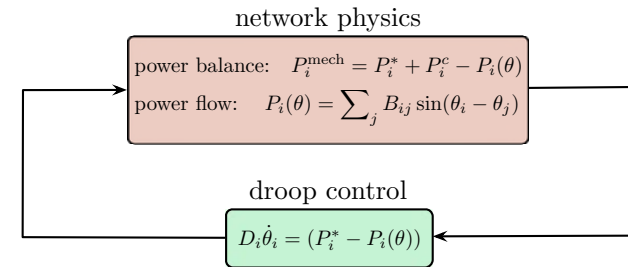 network physics
power balance: $P_i^{\mathrm{mech}} = P_i^* + P_i^c - P_i(\theta)$
power flow: $P_i(\theta) = \sum_j B_{ij} \sin(\theta_i - \theta_j)$
droop control
$D_i \dot{\theta}_i = (P_i^* - P_i(\theta))$